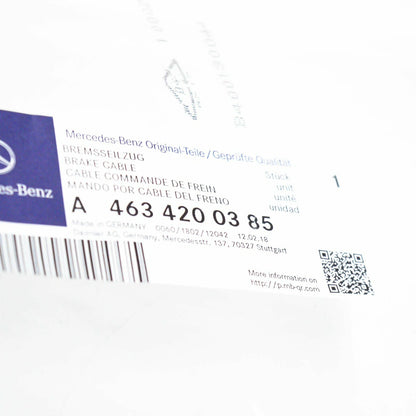 Mercedes-Benz Original-Teile / Geprüfte Qualität
BREMSSEILZUG
BRAKE CABLE
CABLE COMMANDE DE FREIN
MANDO POR CABLE DEL FRENO
Stück
unit
unité
unidad
1
es-Benz
A 463 420 03 85
Made in GERMANY 0060/1802/12042 12.02.18
Daimler AG, Germany, Mercedesstr. 137, 70327 Stuttgart
More information on
http://p.mb-qr.com